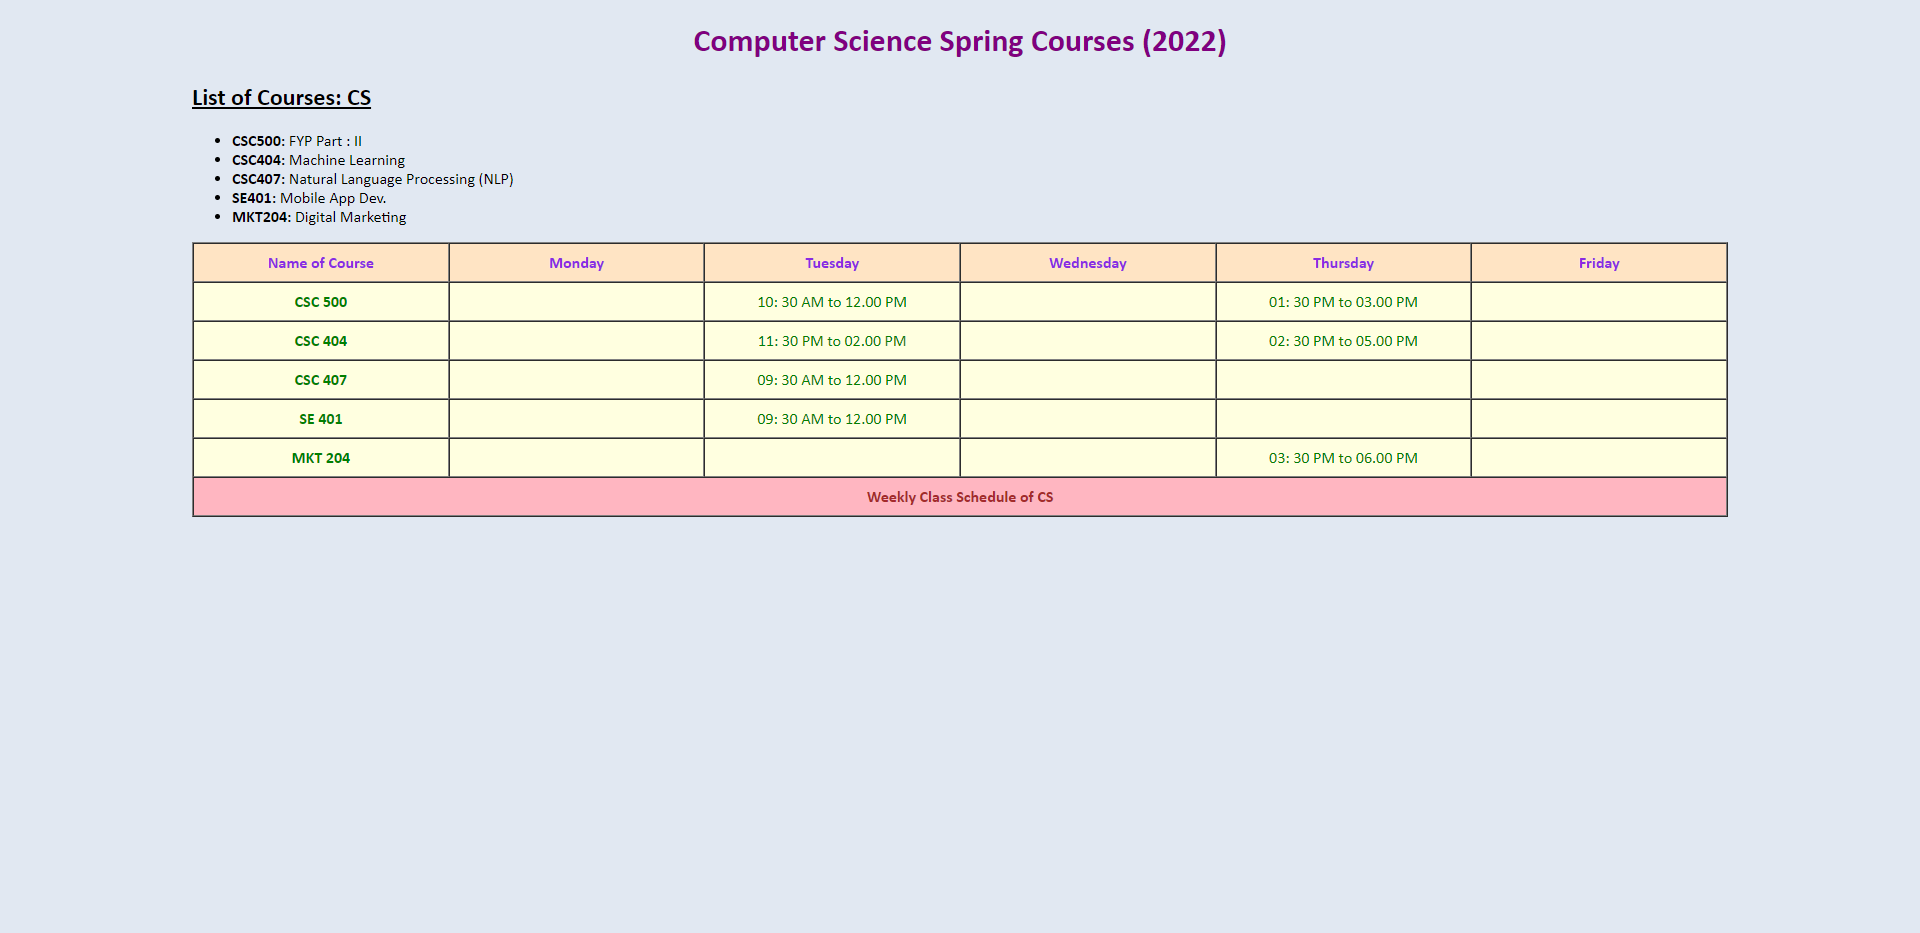 Computer Science Spring Courses (2022)
List of Courses: CS
CSC500: FYP Part : II
CSC404: Machine Learning
CSC407: Natural Language Processing (NLP)
SE401: Mobile App Dev.
MKT204: Digital Marketing
Name of Course Monday Tuesday Wednesday Thursday Friday
CSC 500 10: 30 AM to 12.00 PM 01: 30 PM to 03.00 PM
CSC 404 11: 30 PM to 02.00 PM 02: 30 PM to 05.00 PM
CSC 407 09: 30 AM to 12.00 PM
SE 401 09: 30 AM to 12.00 PM
MKT 204 03: 30 PM to 06.00 PM
Weekly Class Schedule of CS